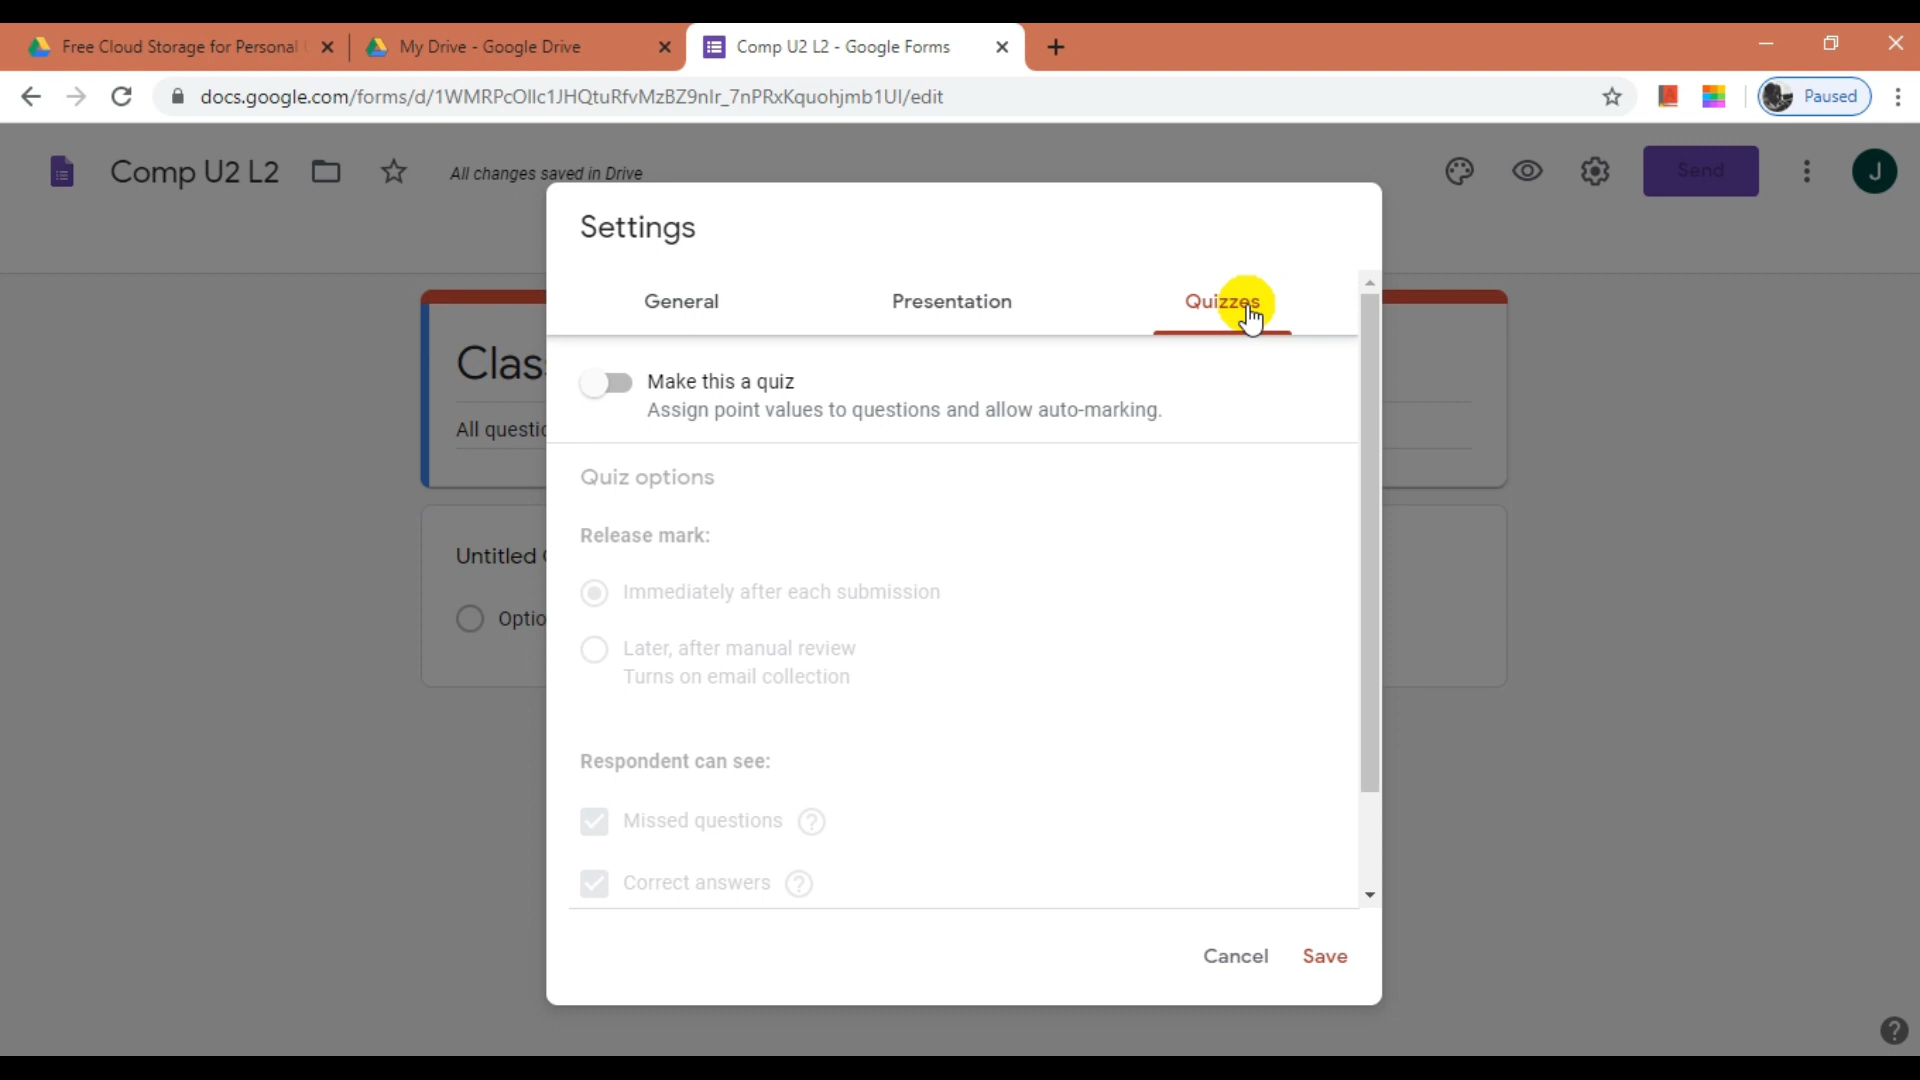 Free Cloud Storage for Personal
My Drive - Google Drive
Comp U2 L2 - Google Forms
docs.google.com/forms/d/1WMRPcOllc1JHQtuRfvMzBZ9nlr_7nPRxKquohjmb1UI/edit
Paused
Comp U2 L2
All changes saved in Drive
Send
J
Settings
General
Presentation
Quizzes
Clas
Make this a quiz
Assign point values to questions and allow auto-marking.
All questio
Quiz options
Release mark:
Untitled
Immediately after each submission
Optio
Later, after manual review
Turns on email collection
Respondent can see:
Missed questions
Correct answers
Cancel
Save